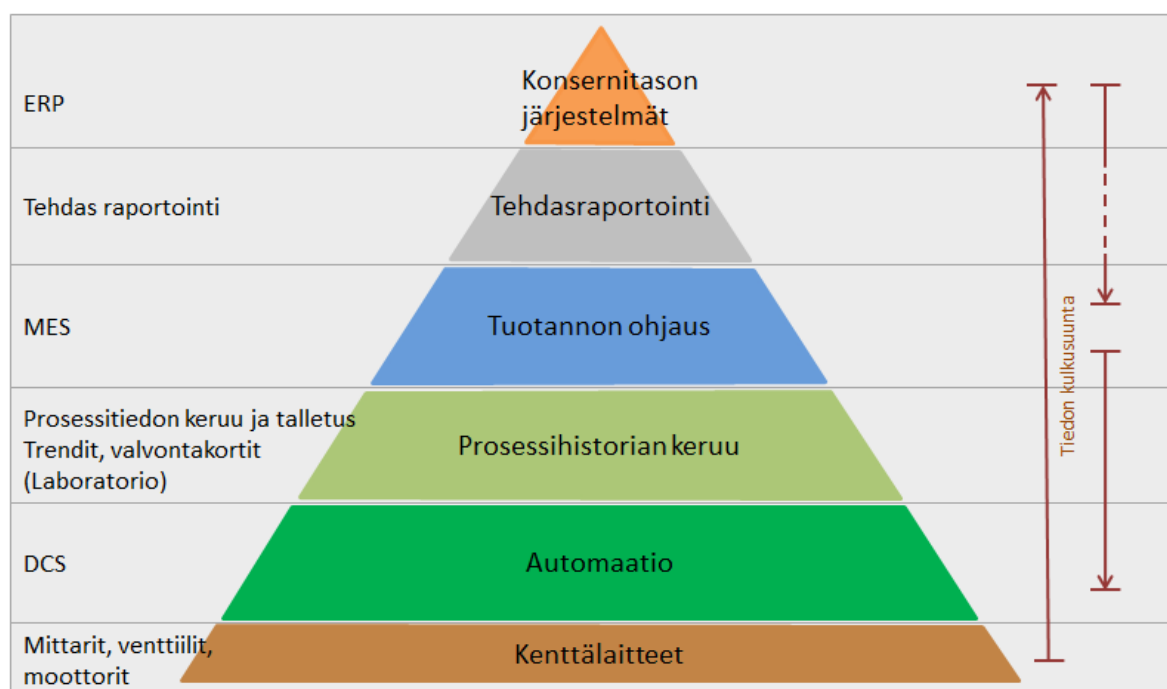 ERP
Konsernitason
järjestelmät
Tehdas raportointi
Tehdasraportointi
MES
Tuotannon ohjaus
Prosessitiedon keruu ja talletus
Trendit, valvontakortit
(Laboratorio)
Prosessihistorian keruu
DCS
Automaatio
Mittarit, venttiilit,
moottorit
Kenttälaitteet
Tiedon kulkusuunta